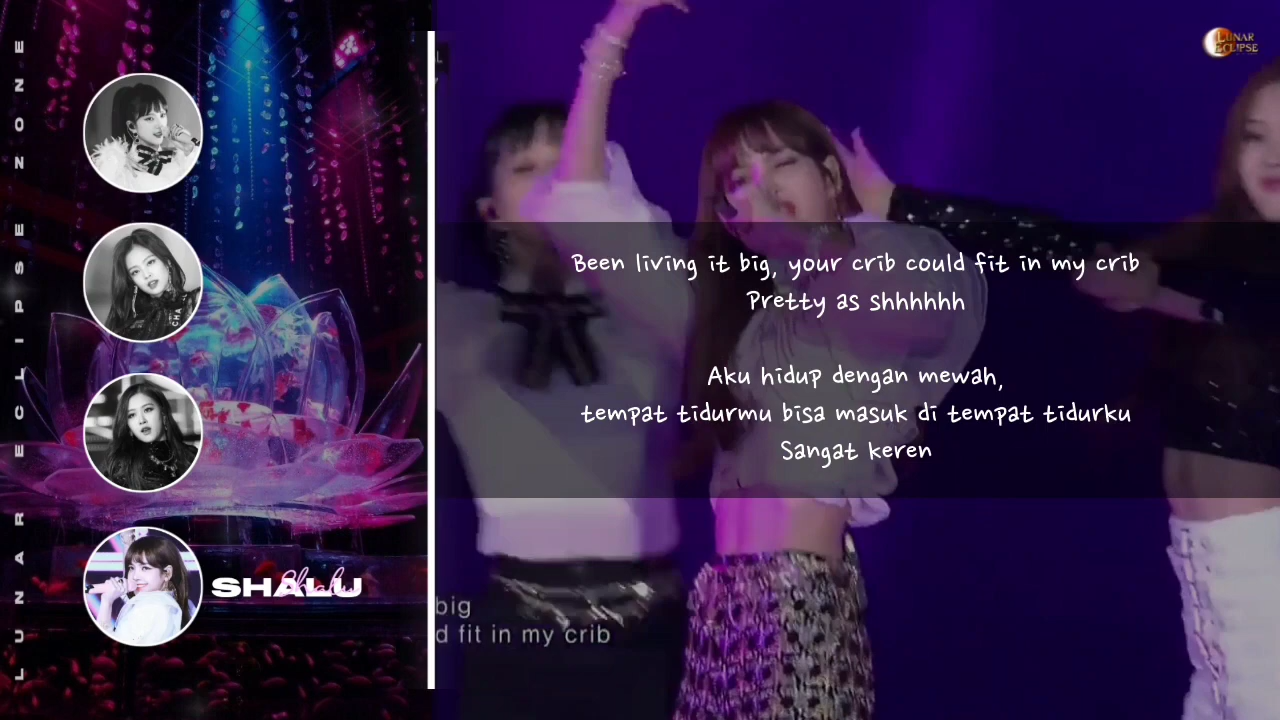 LUNAR ECLIPSE ZONE
LUNAR
ECLIPSE
L
CHA
Been living it big, your crib could fit in my crib
Pretty as shhhhhh
Aku hidup dengan mewah,
tempat tidurmu bisa masuk di tempat tidurku
Sangat keren
SHALU
Shalu
big
d fit in my crib